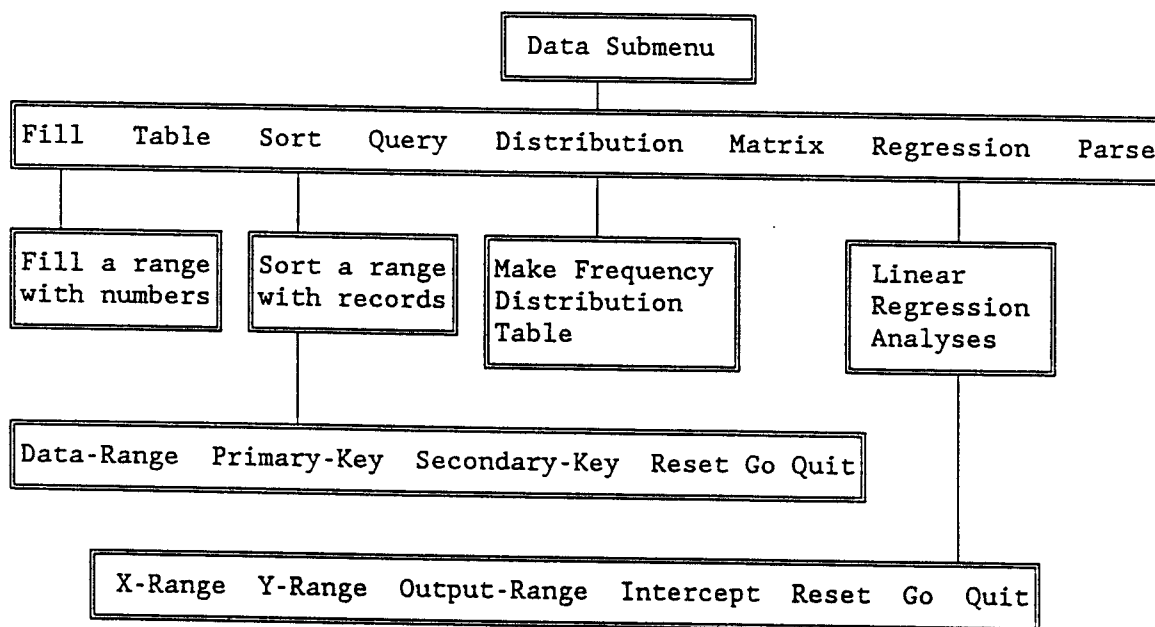 Data Submenu
Fill Table Sort Query Distribution Matrix Regression Parse
Fill a range
with numbers
Sort a range
with records
Make Frequency
Distribution
Table
Linear
Regression
Analyses
Data-Range Primary-Key Secondary-Key Reset Go Quit
X-Range Y-Range Output-Range Intercept Reset Go Quit